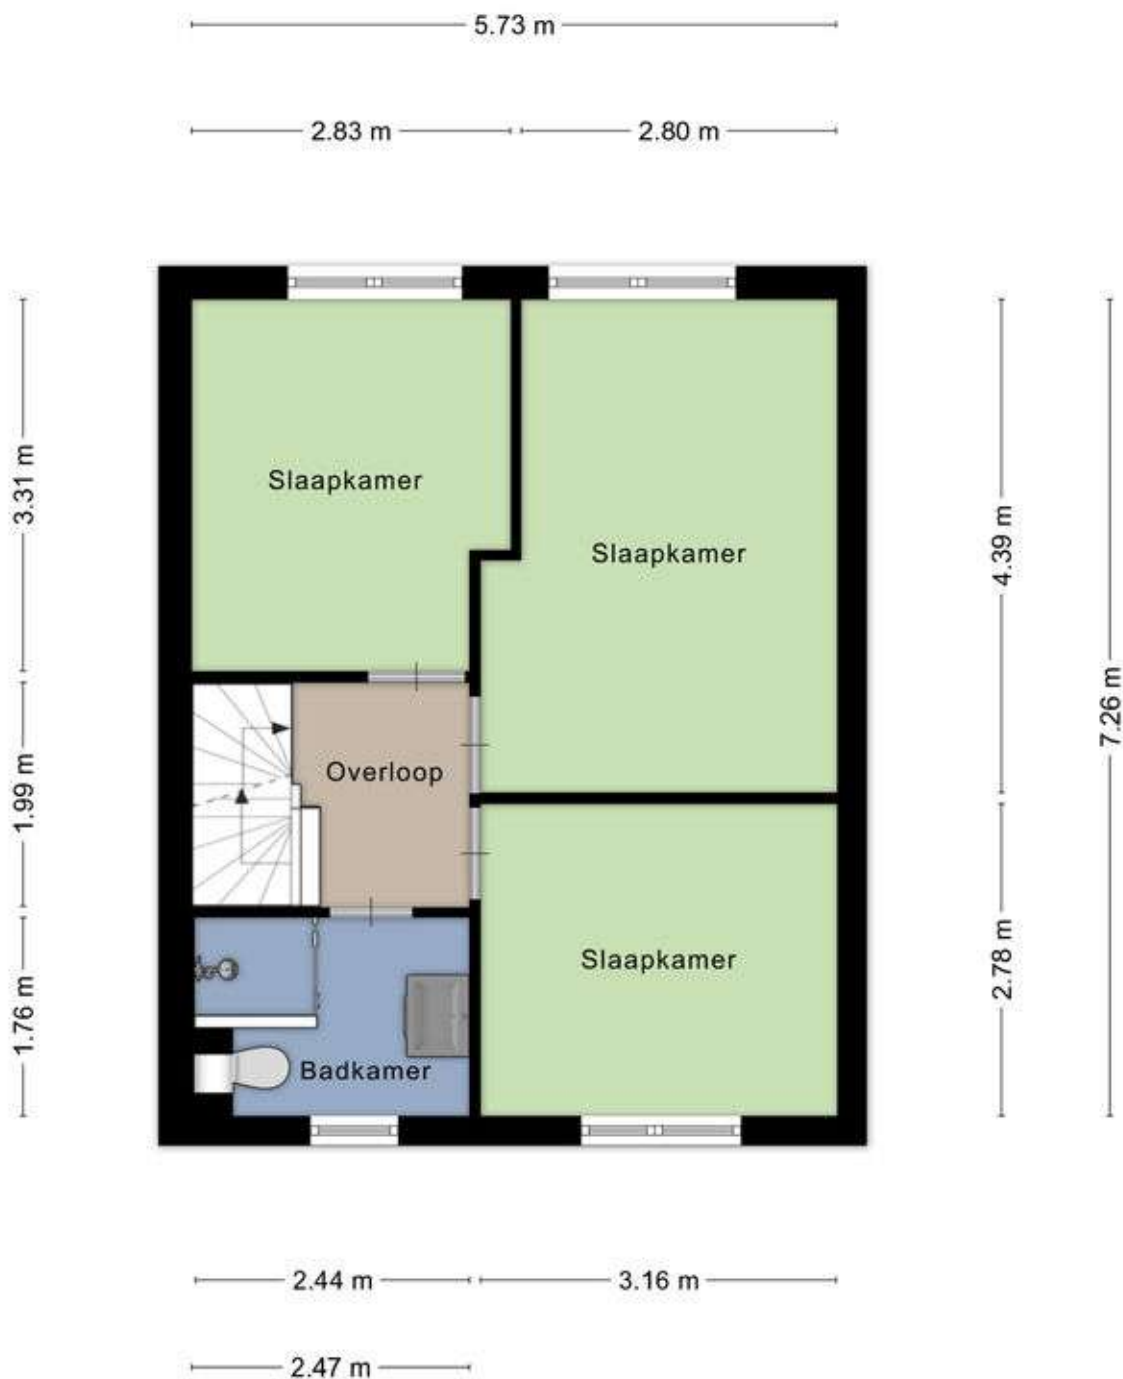 5.73 m
2.83 m
2.80 m
3.31 m
Slaapkamer
4.39 m
Slaapkamer
7.26 m
1.99 m
Overloop
2.78 m
Slaapkamer
1.76 m
Badkamer
2.44 m
3.16 m
2.47 m